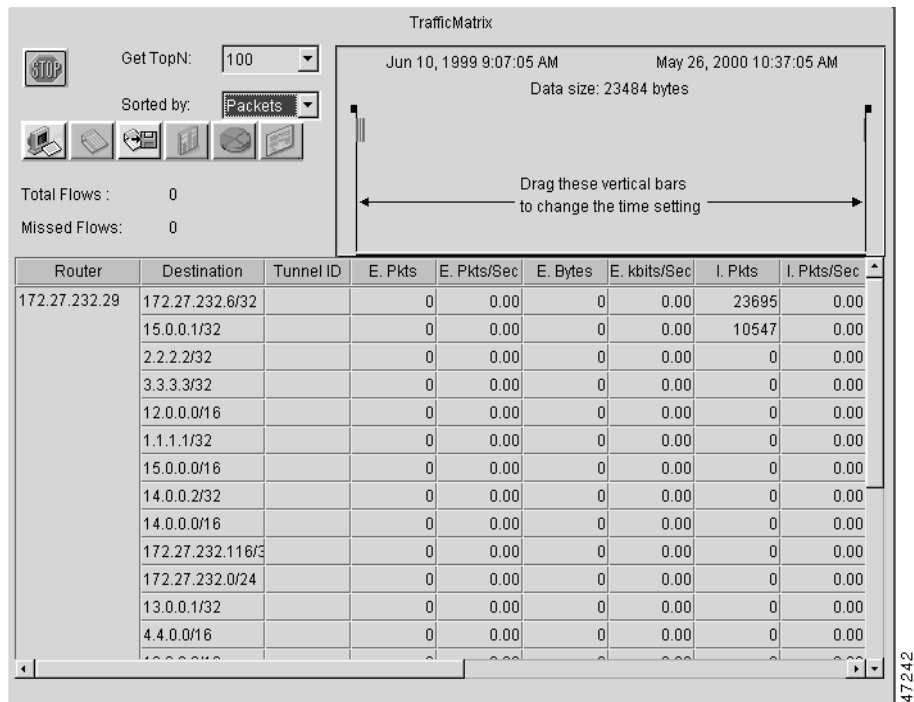 TrafficMatrix
STOP
Get TopN: 100
Sorted by: Packets
Jun 10, 1999 9:07:05 AM May 26, 2000 10:37:05 AM
Data size: 23484 bytes
Drag these vertical bars
to change the time setting
Total Flows : 0
Missed Flows: 0
Router Destination Tunnel ID E. Pkts E. Pkts/Sec E. Bytes E. kbits/Sec I. Pkts I. Pkts/Sec
172.27.232.29 172.27.232.6/32 0 0.00 0 0.00 23695 0.00
15.0.0.1/32 0 0.00 0 0.00 10547 0.00
2.2.2.2/32 0 0.00 0 0.00 0 0.00
3.3.3.3/32 0 0.00 0 0.00 0 0.00
12.0.0.0/16 0 0.00 0 0.00 0 0.00
1.1.1.1/32 0 0.00 0 0.00 0 0.00
15.0.0.0/16 0 0.00 0 0.00 0 0.00
14.0.0.2/32 0 0.00 0 0.00 0 0.00
14.0.0.0/16 0 0.00 0 0.00 0 0.00
172.27.232.116/3 0 0.00 0 0.00 0 0.00
172.27.232.0/24 0 0.00 0 0.00 0 0.00
13.0.0.1/32 0 0.00 0 0.00 0 0.00
4.4.0.0/16 0 0.00 0 0.00 0 0.00
47242